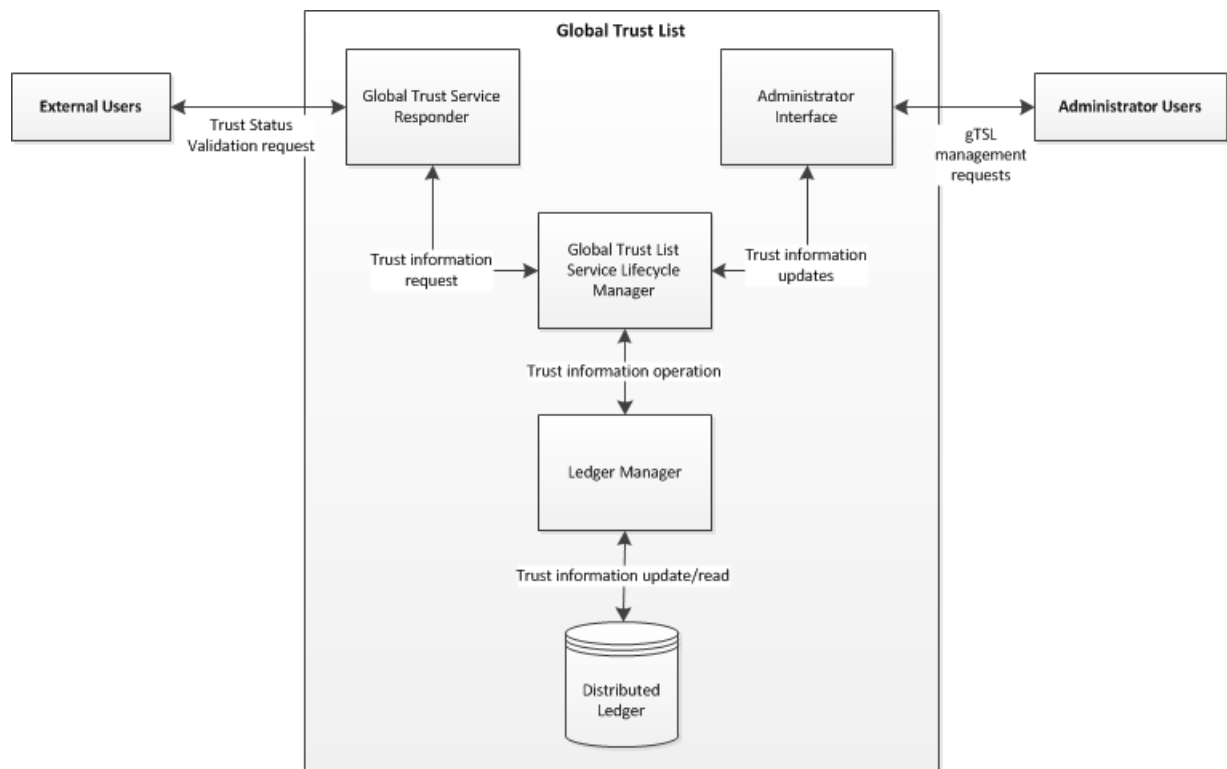 Global Trust List
External Users
Trust Status
Validation request
Global Trust Service
Responder
Administrator
Interface
Administrator Users
gTSL
management
requests
Trust information
request
Global Trust List
Service Lifecycle
Manager
Trust information
updates
Trust information operation
Ledger Manager
Trust information update/read
Distributed
Ledger